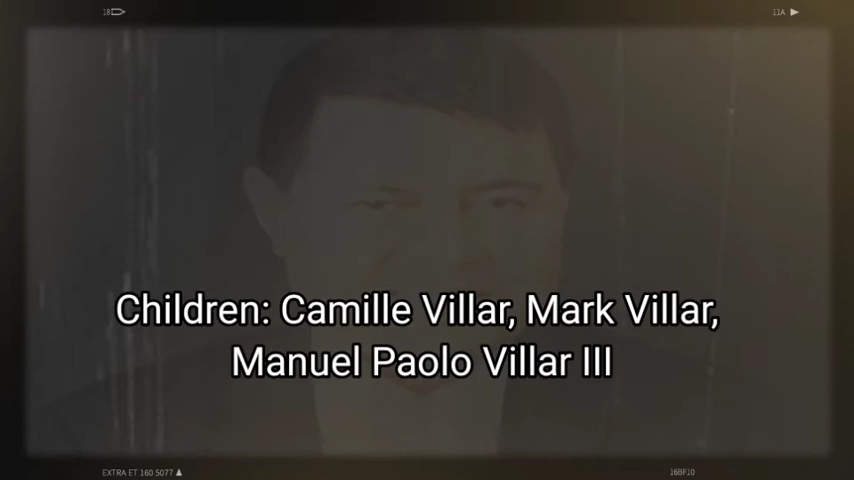 18
11A
Children: Camille Villar, Mark Villar,
Manuel Paolo Villar III
EXTRA ET 160 5077
16BF10